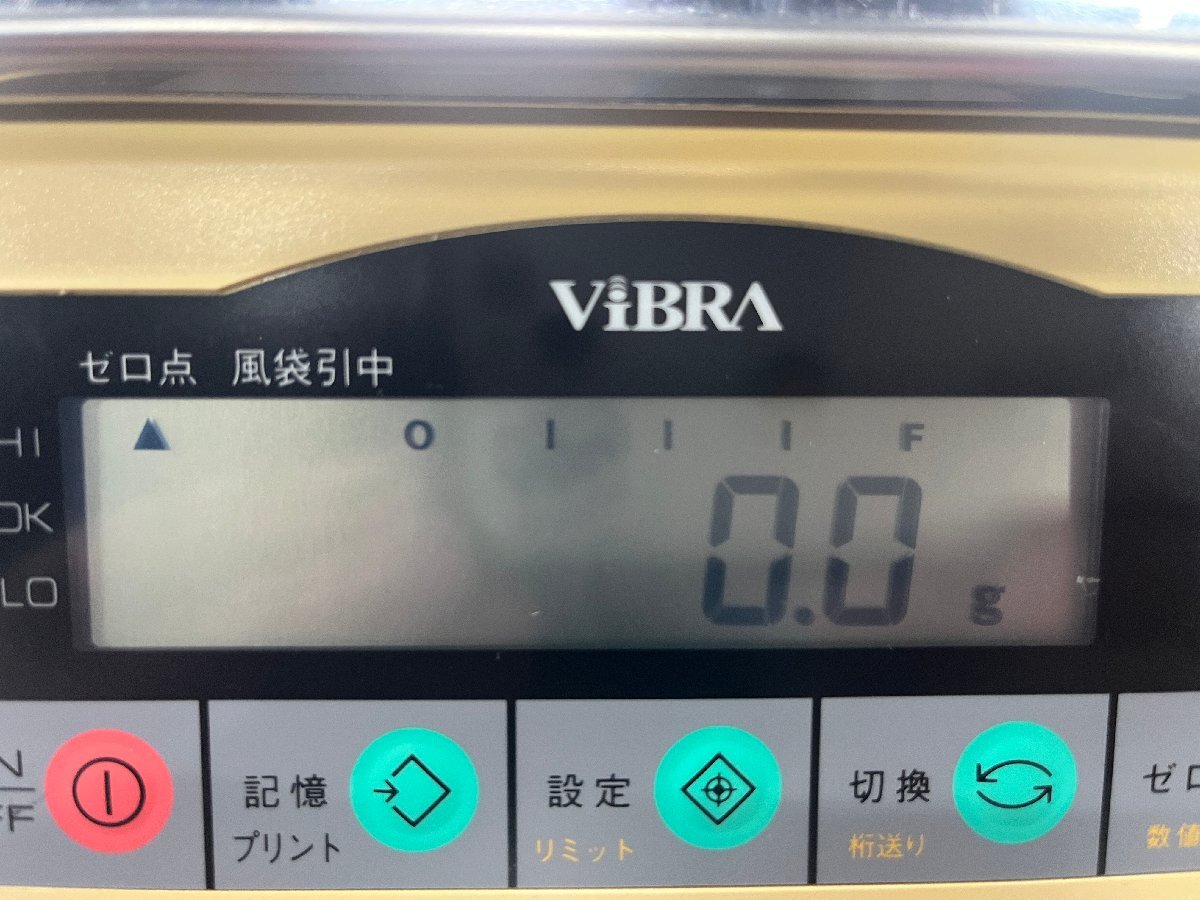 ViBRA
ゼロ点 風袋引中
HI
O I I I F
OK
0.0 g
LO
記憶
プリント
設定
リミット
切換
桁送り